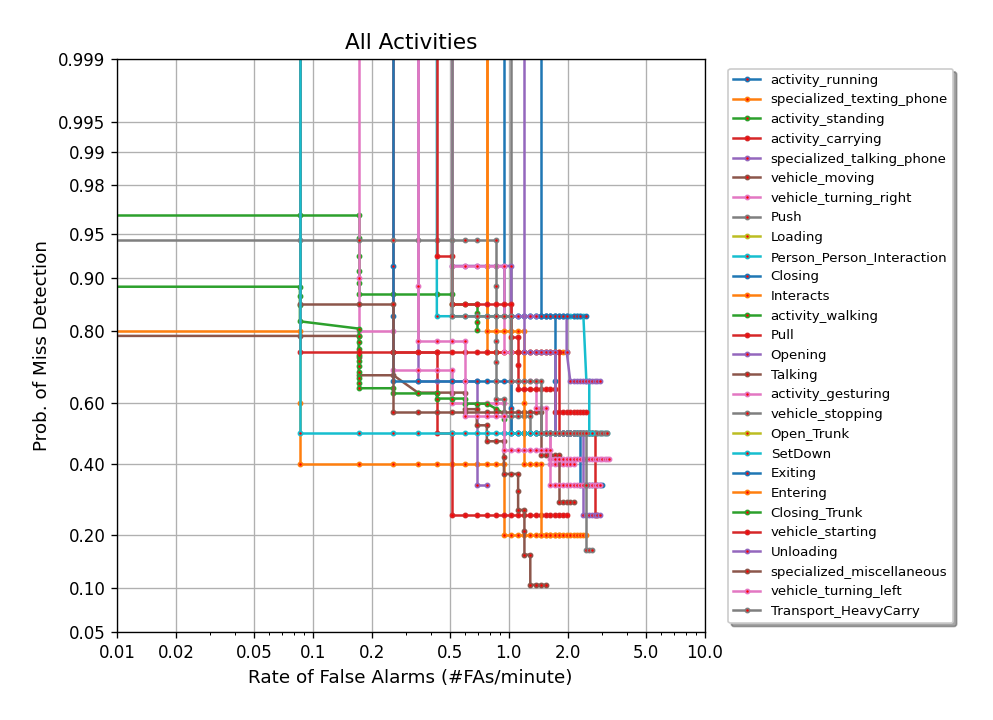 All Activities
Prob. of Miss Detection
0.999
0.995
0.99
0.98
0.95
0.90
0.80
0.60
0.40
0.20
0.10
0.05
0.01
0.02
0.05
0.1
0.2
0.5
1.0
2.0
5.0
10.0
Rate of False Alarms (#FAs/minute)
activity_running
specialized_texting_phone
activity_standing
activity_carrying
specialized_talking_phone
vehicle_moving
vehicle_turning_right
Push
Loading
Person_Person_Interaction
Closing
Interacts
activity_walking
Pull
Opening
Talking
activity_gesturing
vehicle_stopping
Open_Trunk
SetDown
Exiting
Entering
Closing_Trunk
vehicle_starting
Unloading
specialized_miscellaneous
vehicle_turning_left
Transport_HeavyCarry